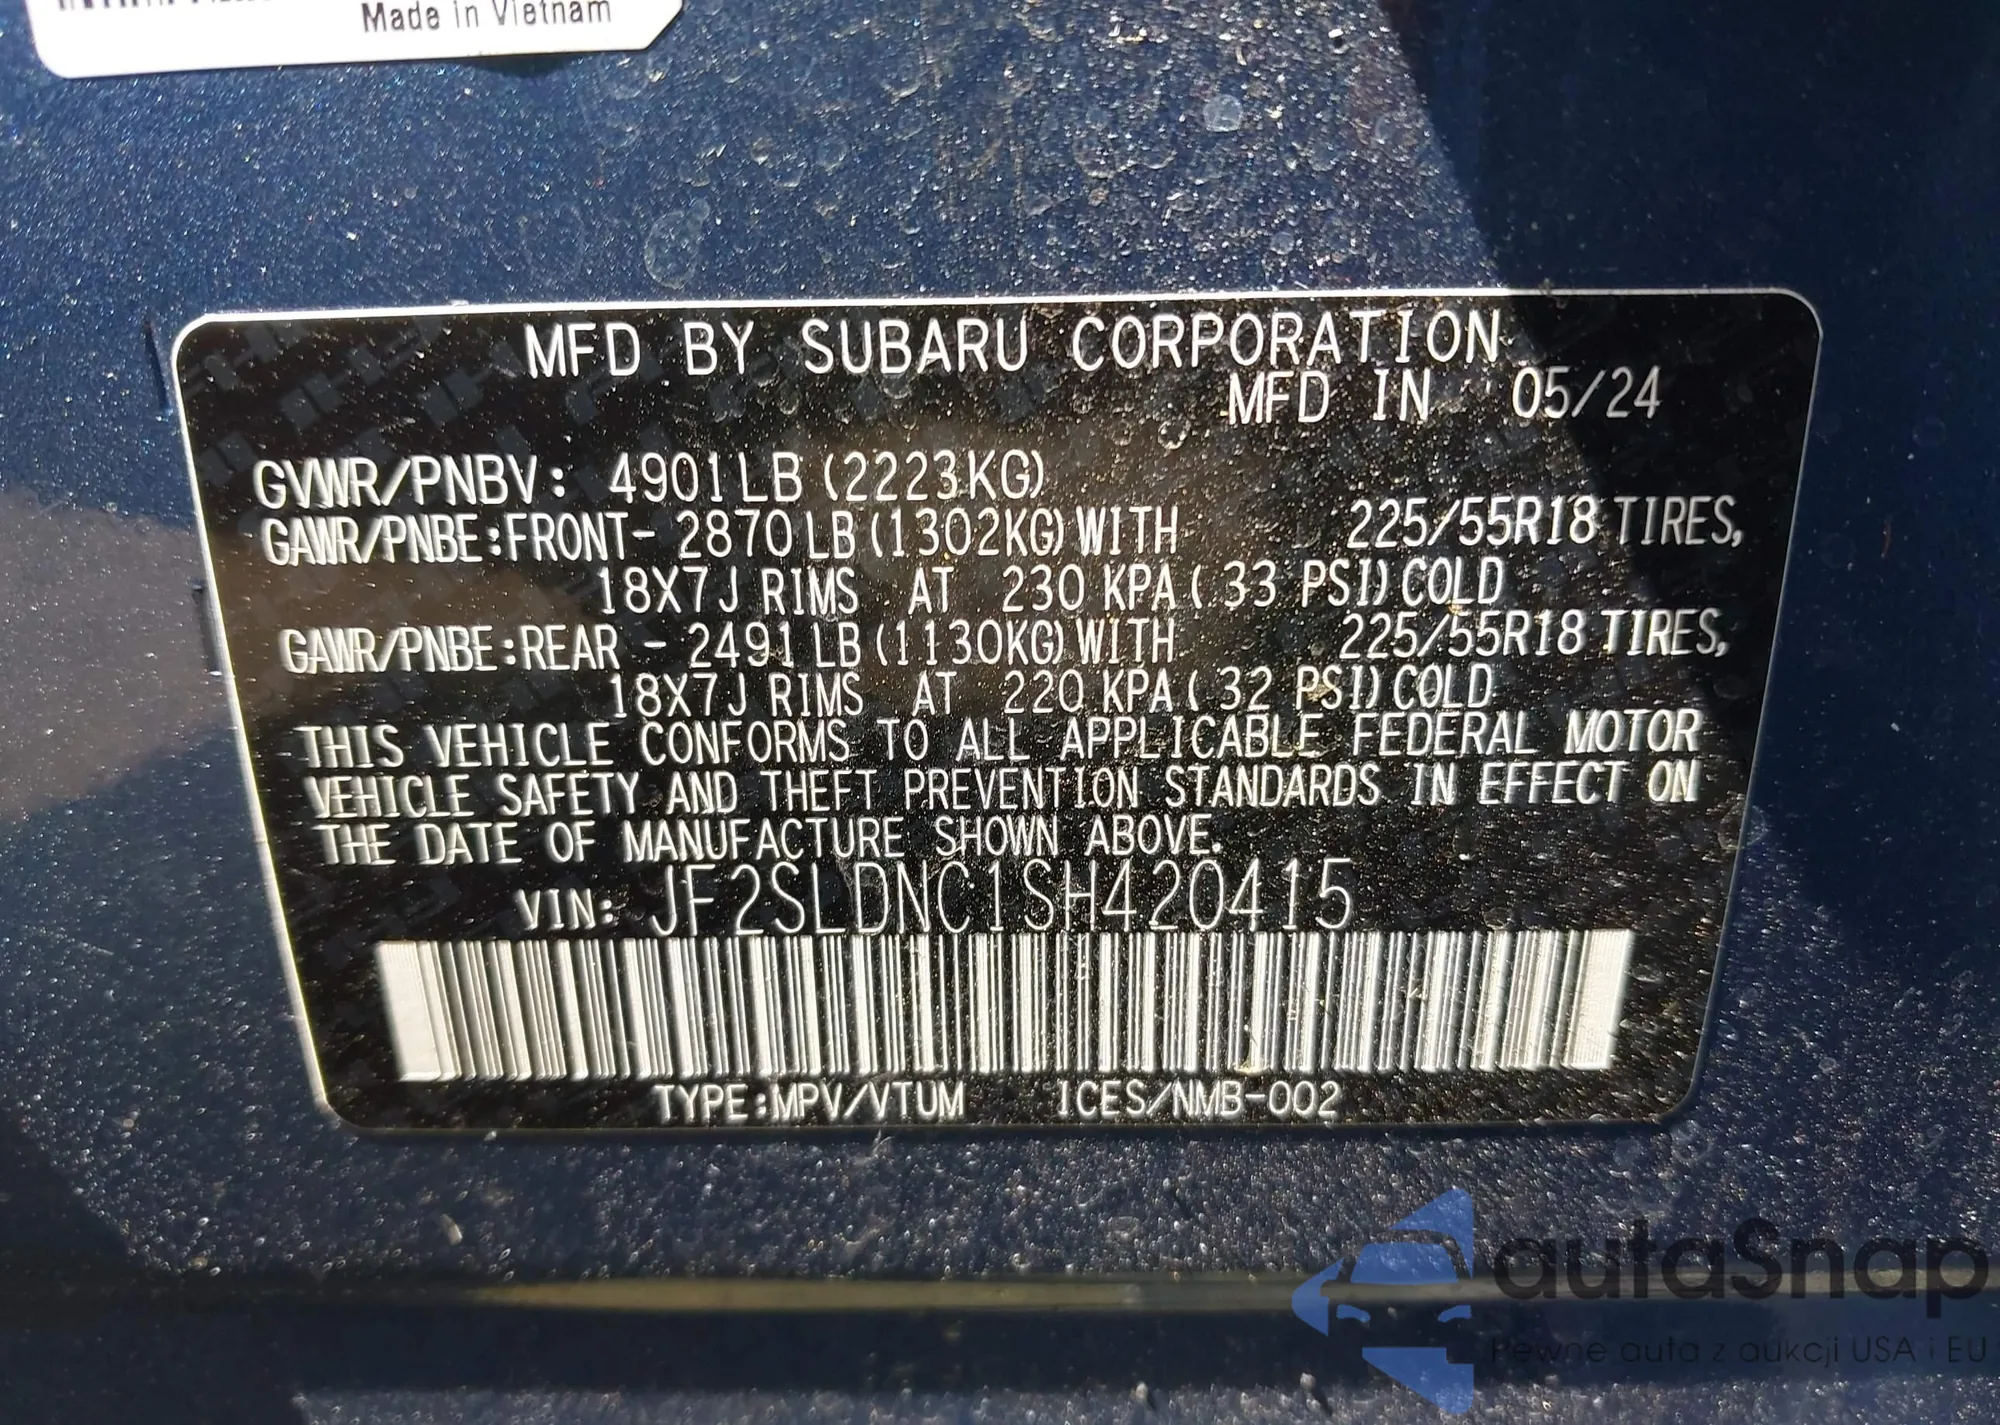 Made in Vietnam
MFD BY SUBARU CORPORATION
MFD IN 05/24
GVWR/PNBV: 4901LB (2223KG)
GAWR/PNBE:FRONT- 2870 LB (1302KG) WITH 225/55R18 TIRES,
18X7J RIMS AT 230 KPA ( 33 PSI) COLD
GAWR/PNBE:REAR - 2491 LB (1130KG) WITH 225/55R18 TIRES,
18X7J RIMS AT 220 KPA ( 32 PSI) COLD
THIS VEHICLE CONFORMS TO ALL APPLICABLE FEDERAL MOTOR
VEHICLE SAFETY AND THEFT PREVENTION STANDARDS IN EFFECT ON
THE DATE OF MANUFACTURE SHOWN ABOVE.
VIN: JF2SLDNC1SH420415
TYPE:MPV/VTUM ICES/NMB-002
autaSnap
Pewne auta z aukcji USA i EU